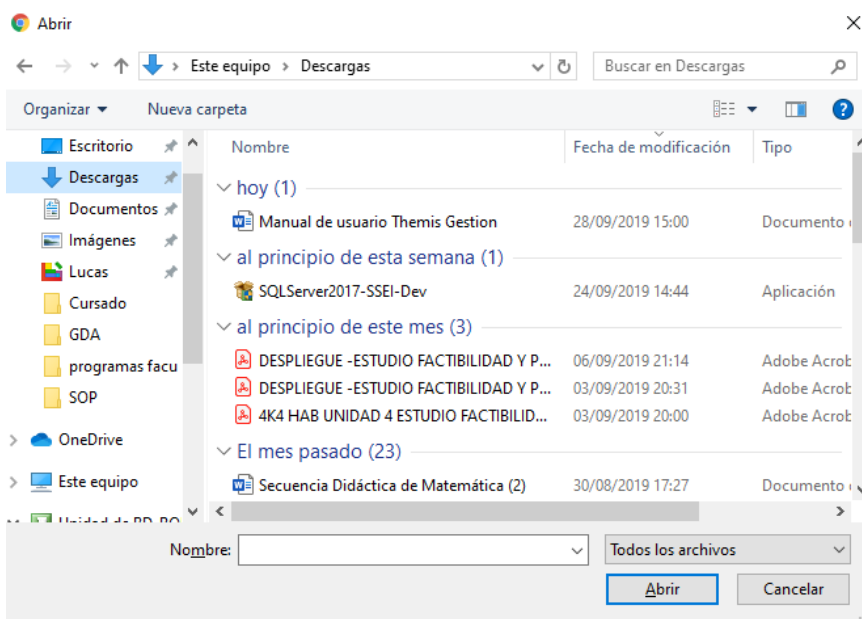 Abrir
Este equipo > Descargas
Buscar en Descargas
Organizar
Nueva carpeta
Nombre
Fecha de modificación
Tipo
Escritorio
Descargas
Documentos
Imágenes
Lucas
Cursado
GDA
programas facu
SOP
OneDrive
Este equipo
hoy (1)
Manual de usuario Themis Gestion 28/09/2019 15:00 Documento
al principio de esta semana (1)
SQLServer2017-SSEI-Dev 24/09/2019 14:44 Aplicación
al principio de este mes (3)
DESPLIEGUE -ESTUDIO FACTIBILIDAD Y P... 06/09/2019 21:14 Adobe Acrob
DESPLIEGUE -ESTUDIO FACTIBILIDAD Y P... 03/09/2019 20:31 Adobe Acrob
4K4 HAB UNIDAD 4 ESTUDIO FACTIBILID... 03/09/2019 20:00 Adobe Acrob
El mes pasado (23)
Secuencia Didáctica de Matemática (2) 30/08/2019 17:27 Documento
Nombre:
Todos los archivos
Abrir
Cancelar